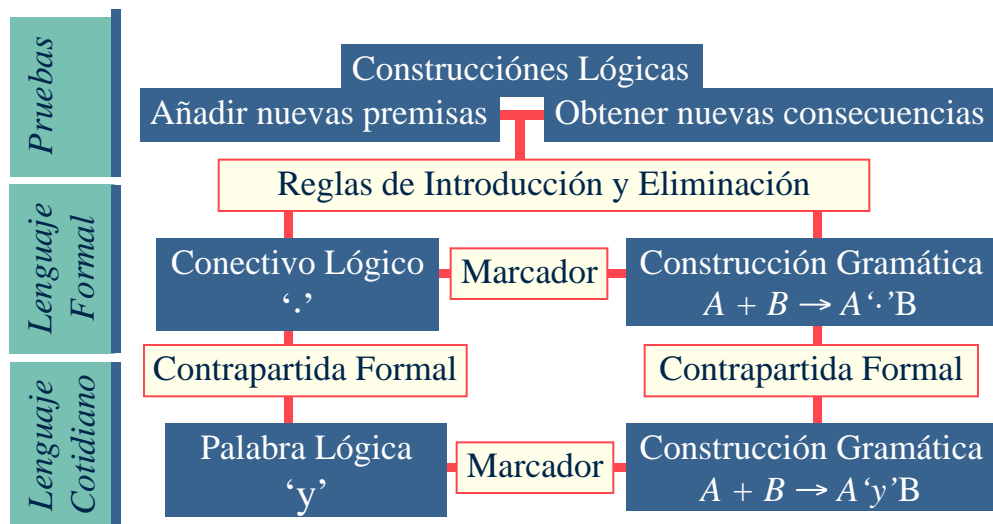 Pruebas
Construcciónes Lógicas
Añadir nuevas premisas
Obtener nuevas consecuencias
Reglas de Introducción y Eliminación
Lenguaje
Formal
Conectivo Lógico
‘·’
Marcador
Construcción Gramática
A + B → A‘·’B
Contrapartida Formal
Contrapartida Formal
Lenguaje
Cotidiano
Palabra Lógica
‘y’
Marcador
Construcción Gramática
A + B → A‘y’B